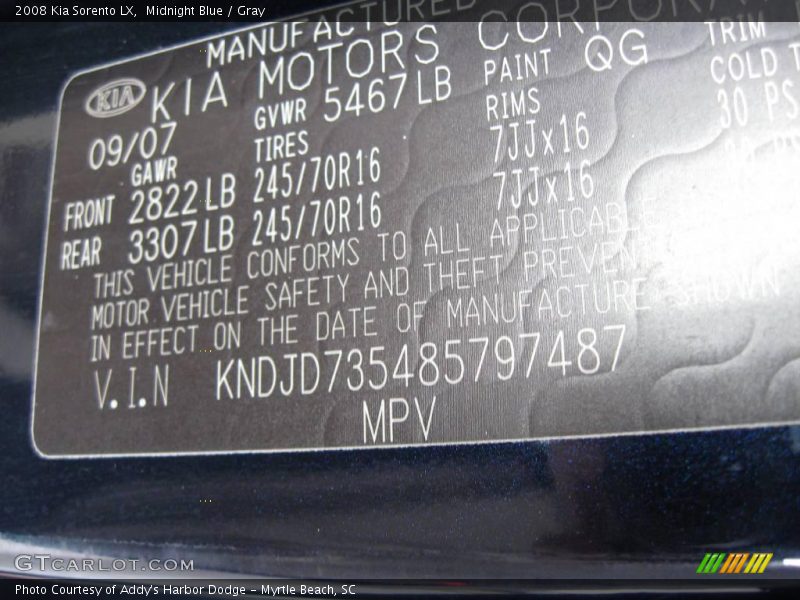 2008 Kia Sorento LX, Midnight Blue / Gray
MANUFACTURED
KIA KIA MOTORS CORPORA
09/07 GVWR 5467LB PAINT QG TRIM
GAWR TIRES RIMS COLD T
FRONT 2822LB 245/70R16 7JJx16 30 PS
REAR 3307LB 245/70R16 7JJx16
THIS VEHICLE CONFORMS TO ALL APPLICABLE
MOTOR VEHICLE SAFETY AND THEFT PREVEN
IN EFFECT ON THE DATE OF MANUFACTURE SHOWN
V.I.N KNDJD735485797487
MPV
GTCARLOT.COM
Photo Courtesy of Addy's Harbor Dodge - Myrtle Beach, SC